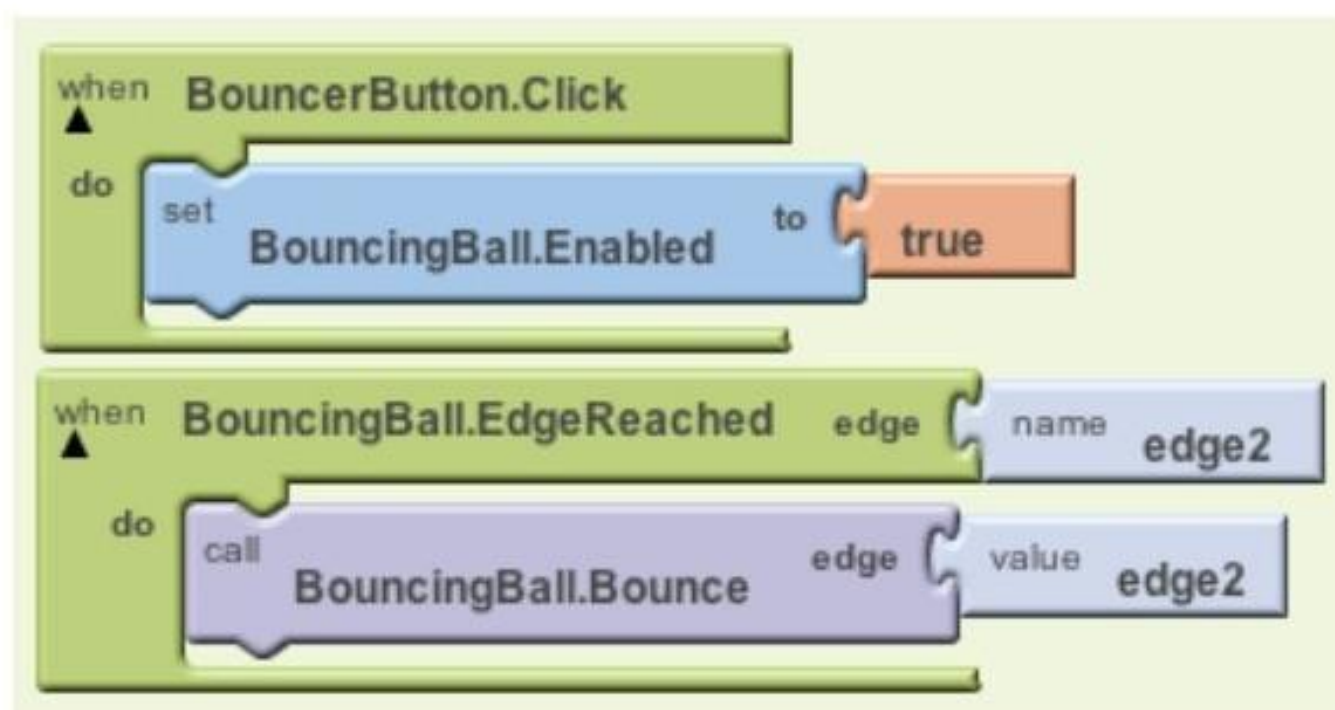 when BouncerButton.Click
do set BouncingBall.Enabled to true
when BouncingBall.EdgeReached edge name edge2
do call BouncingBall.Bounce edge value edge2